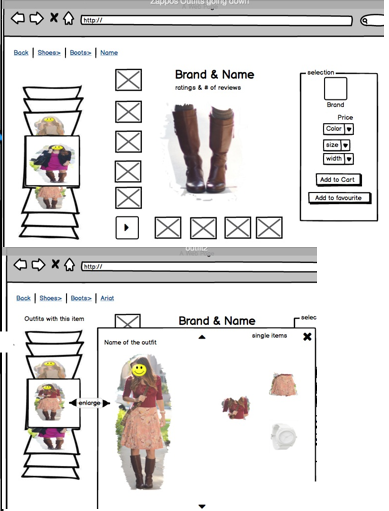 Zappos Outfits going down
http://
Back Shoes> Boots> Name
Brand & Name
ratings & # of reviews
selection
Brand
Price
Color
size
width
Add to Cart
Add to favourite
http://
Back Shoes> Boots> Ariat
Outfits with this item
Brand & Name
selec
Name of the outfit
single items
enlarge